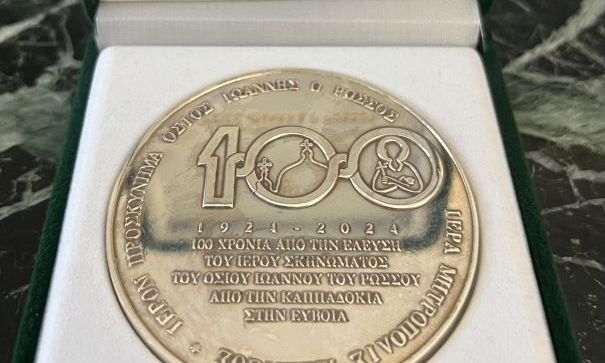 ΙΕΡΟΝ ΠΡΟΣΚΥΝΗΜΑ ΟΣΙΟΣ ΙΩΑΝΝΗΣ Ο ΡΩΣΣΟΣ
ΙΕΡΑ ΜΗΤΡΟΠΟΛΙΣ
100
1924 - 2024
100 ΧΡΟΝΙΑ ΑΠΟ ΤΗΝ ΕΛΕΥΣΗ
ΤΟΥ ΙΕΡΟΥ ΣΚΗΝΩΜΑΤΟΣ
ΤΟΥ ΟΣΙΟΥ ΙΩΑΝΝΟΥ ΤΟΥ ΡΩΣΣΟΥ
ΑΠΟ ΤΗΝ ΚΑΠΠΑΔΟΚΙΑ
ΣΤΗΝ ΕΥΒΟΙΑ